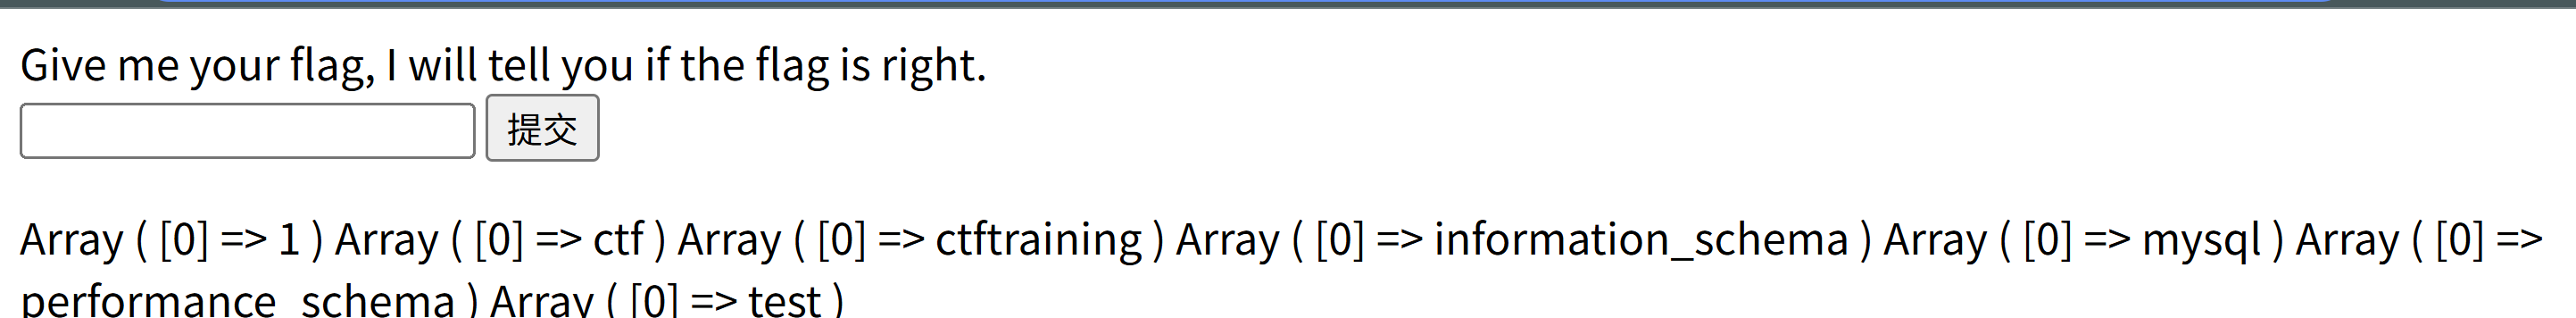 Give me your flag, I will tell you if the flag is right.
提交
Array ( [0] => 1 ) Array ( [0] => ctf ) Array ( [0] => ctftraining ) Array ( [0] => information_schema ) Array ( [0] => mysql ) Array ( [0] =>
performance_schema ) Array ( [0] => test )